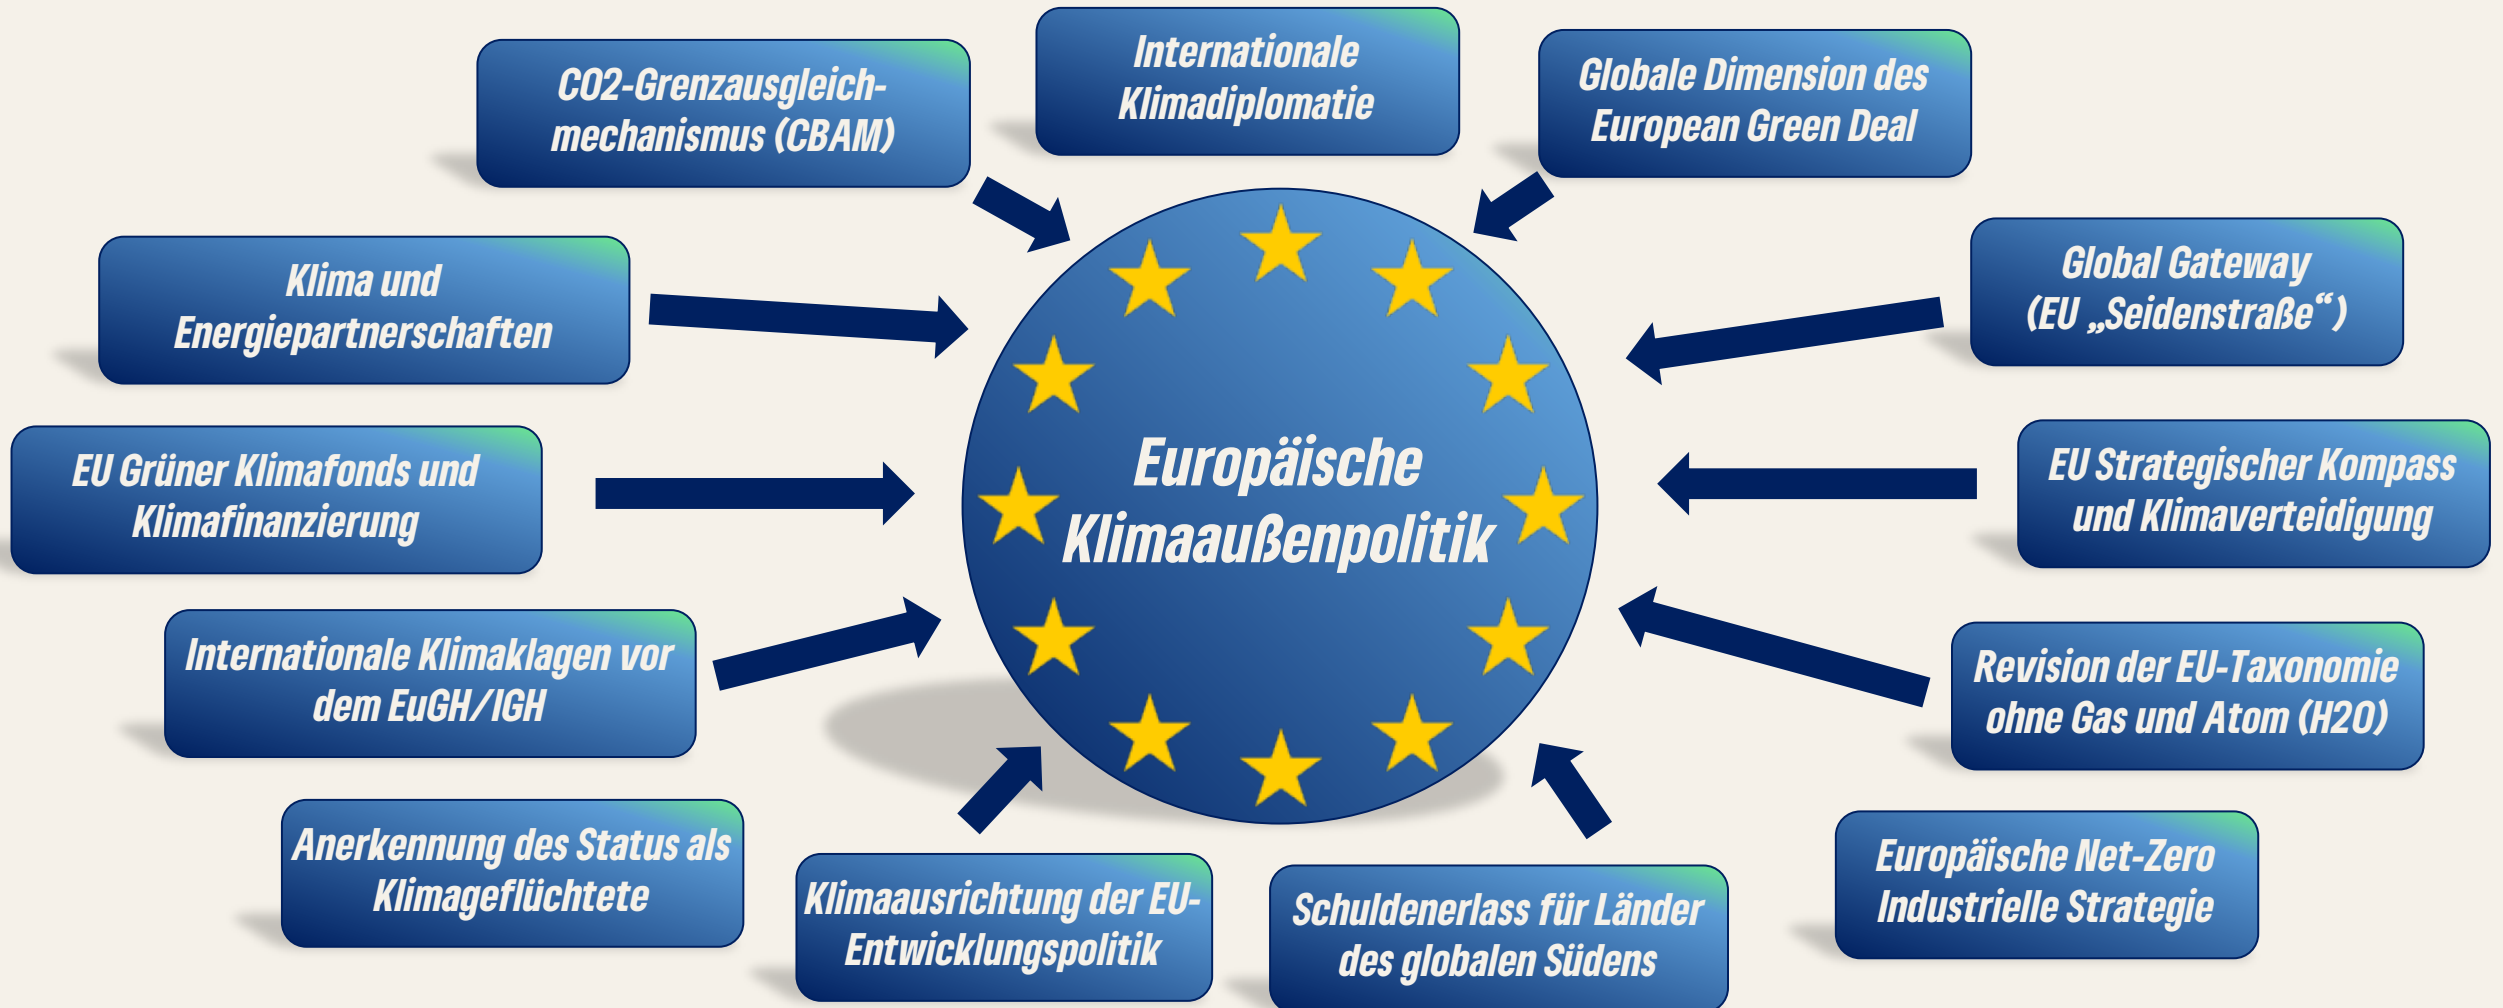 CO2-Grenzausgleich-
mechanismus (CBAM)
Internationale
Klimadiplomatie
Globale Dimension des
European Green Deal
Klima und
Energiepartnerschaften
Global Gateway
(EU „Seidenstraße“)
EU Grüner Klimafonds und
Klimafinanzierung
Europäische
Klimaaußenpolitik
EU Strategischer Kompass
und Klimaverteidigung
Internationale Klimaklagen vor
dem EuGH/IGH
Revision der EU-Taxonomie
ohne Gas und Atom (H2O)
Anerkennung des Status als
Klimageflüchtete
Klimaausrichtung der EU-
Entwicklungspolitik
Schuldenerlass für Länder
des globalen Südens
Europäische Net-Zero
Industrielle Strategie